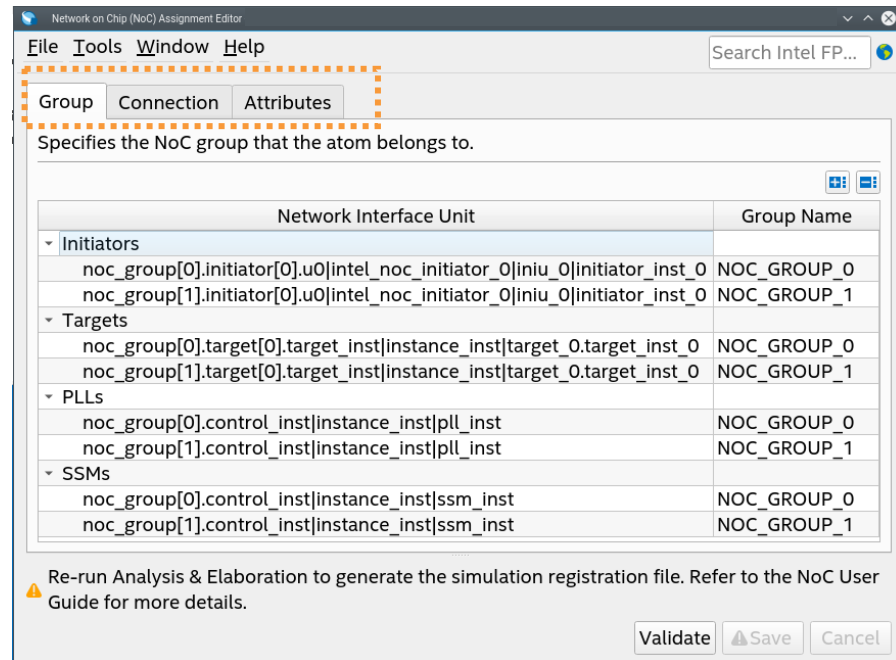 Network on Chip (NoC) Assignment Editor
File Tools Window Help
Search Intel FP...
Group Connection Attributes
Specifies the NoC group that the atom belongs to.
Network Interface Unit Group Name
Initiators
noc_group[0].initiator[0].u0|intel_noc_initiator_0|iniu_0|initiator_inst_0 NOC_GROUP_0
noc_group[1].initiator[0].u0|intel_noc_initiator_0|iniu_0|initiator_inst_0 NOC_GROUP_1
Targets
noc_group[0].target[0].target_inst|instance_inst|target_0.target_inst_0 NOC_GROUP_0
noc_group[1].target[0].target_inst|instance_inst|target_0.target_inst_0 NOC_GROUP_1
PLLs
noc_group[0].control_inst|instance_inst|pll_inst NOC_GROUP_0
noc_group[1].control_inst|instance_inst|pll_inst NOC_GROUP_1
SSMs
noc_group[0].control_inst|instance_inst|ssm_inst NOC_GROUP_0
noc_group[1].control_inst|instance_inst|ssm_inst NOC_GROUP_1
Re-run Analysis & Elaboration to generate the simulation registration file. Refer to the NoC User
Guide for more details.
Validate Save Cancel